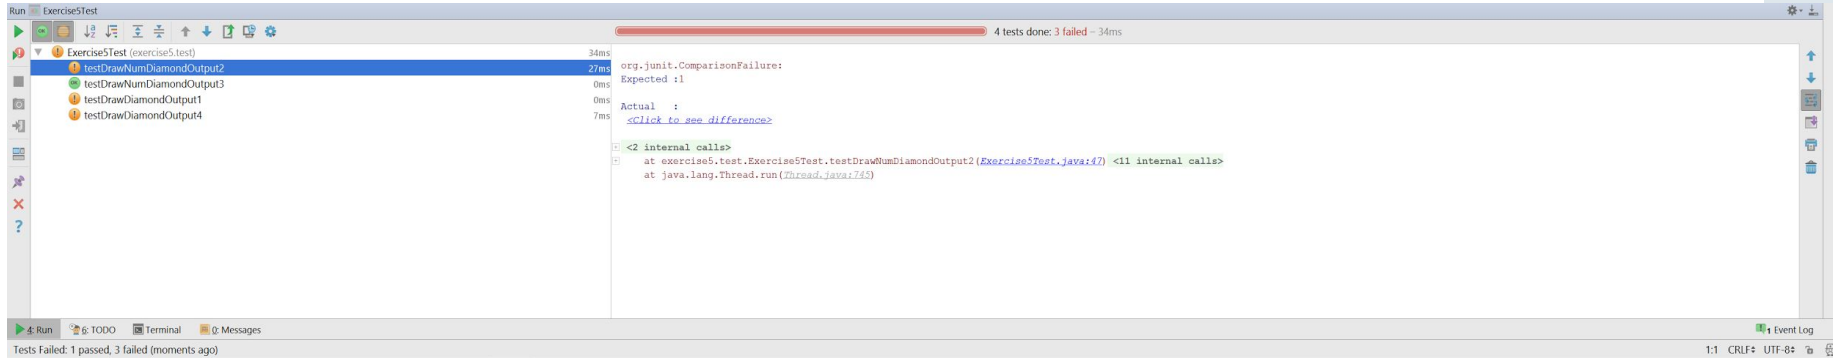 Run Exercise5Test
4 tests done: 3 failed – 34ms
Exercise5Test (exercise5.test) 34ms
testDrawNumDiamondOutput2 27ms
testDrawNumDiamondOutput3 0ms
testDrawDiamondOutput1 0ms
testDrawDiamondOutput4 7ms
org.junit.ComparisonFailure:
Expected :1
Actual :
<Click to see difference>
<2 internal calls>
at exercise5.test.Exercise5Test.testDrawNumDiamondOutput2(Exercise5Test.java:47) <11 internal calls>
at java.lang.Thread.run(Thread.java:745)
4: Run 6: TODO Terminal 0: Messages 1 Event Log
Tests Failed: 1 passed, 3 failed (moments ago) 1:1 CRLF UTF-8